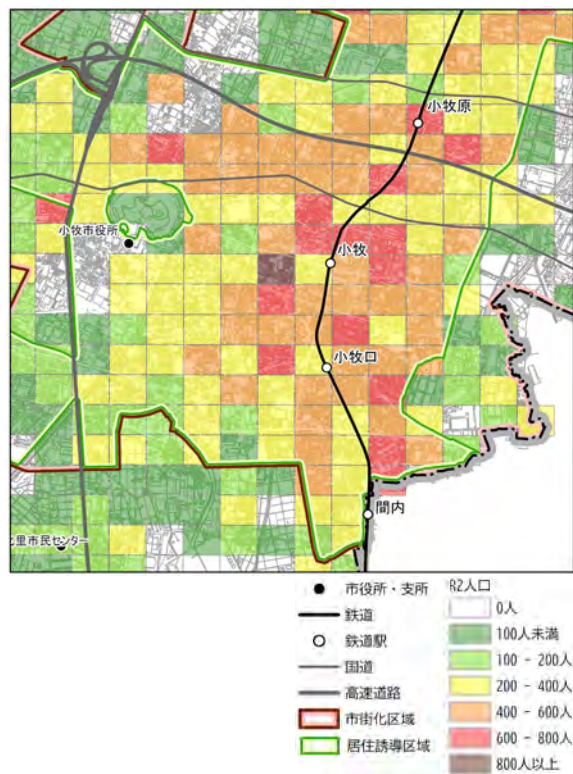 小牧原
小牧市役所
小牧
小牧口
間内
里市民センター
市役所・支所
鉄道
鉄道駅
国道
高速道路
市街化区域
居住誘導区域
R2人口
0人
100人未満
100 - 200人
200 - 400人
400 - 600人
600 - 800人
800人以上